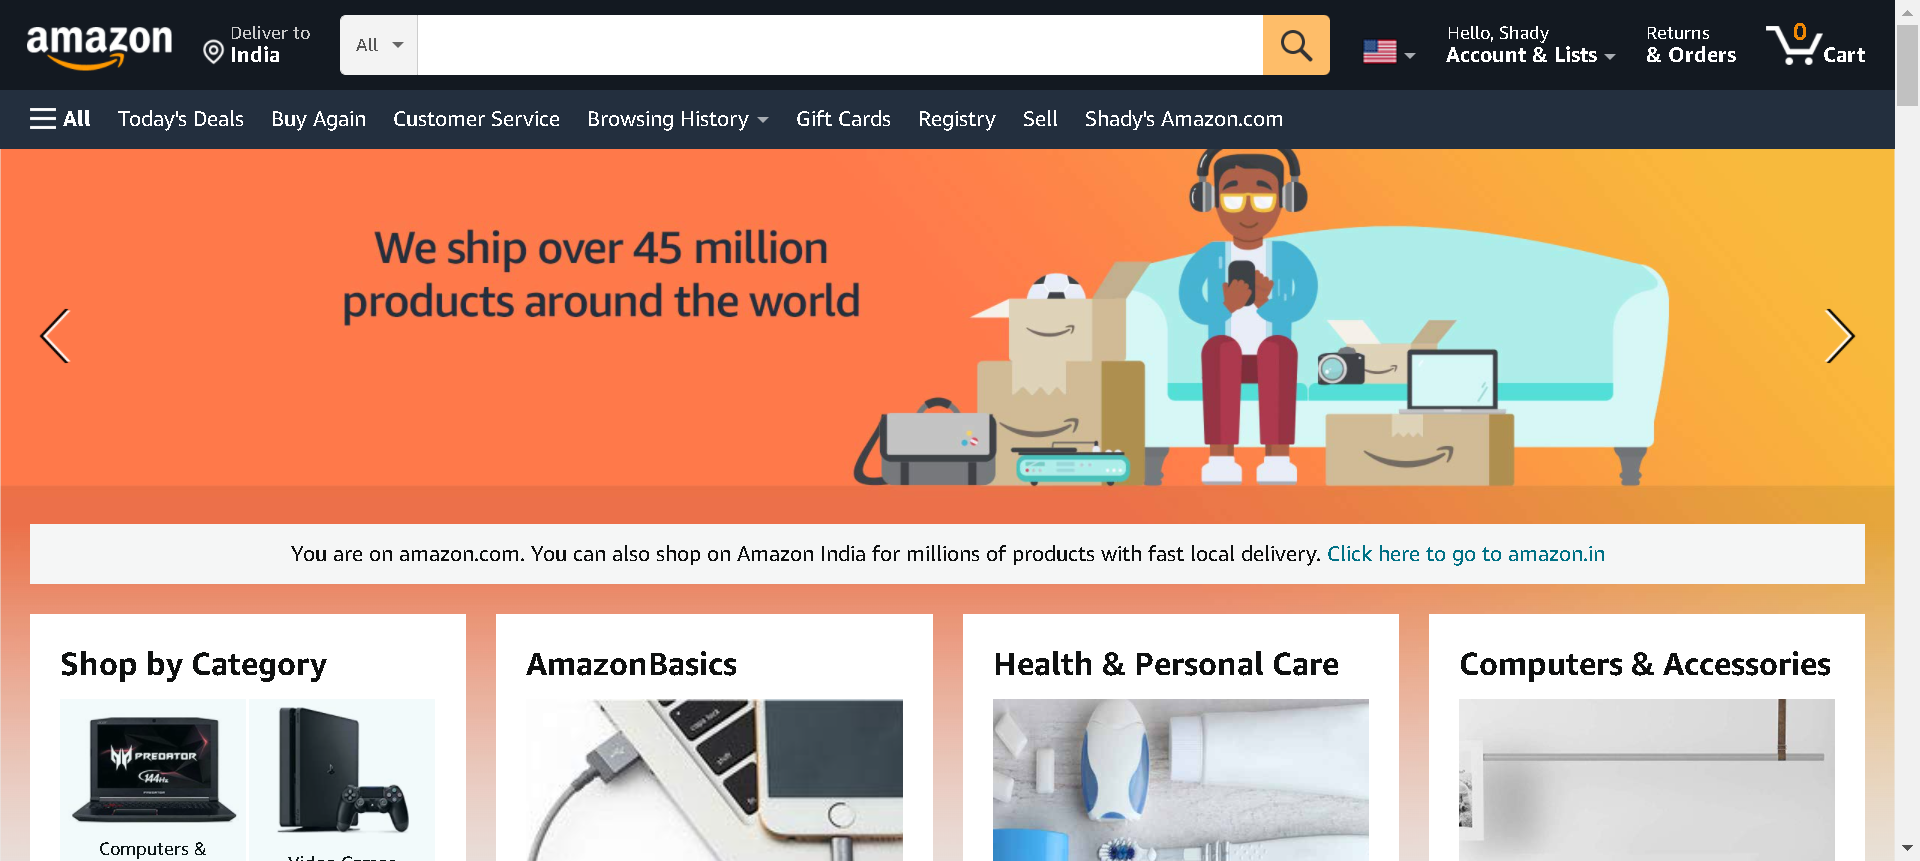 amazon
Deliver to
India
All
Hello, Shady
Account & Lists
Returns
& Orders
0
Cart
All
Today's Deals
Buy Again
Customer Service
Browsing History
Gift Cards
Registry
Sell
Shady's Amazon.com
We ship over 45 million
products around the world
You are on amazon.com. You can also shop on Amazon India for millions of products with fast local delivery. Click here to go to amazon.in
Shop by Category
AmazonBasics
Health & Personal Care
Computers & Accessories
PREDATOR
144Hz
PREDATOR
caps lock
shift
Computers &
Video Games